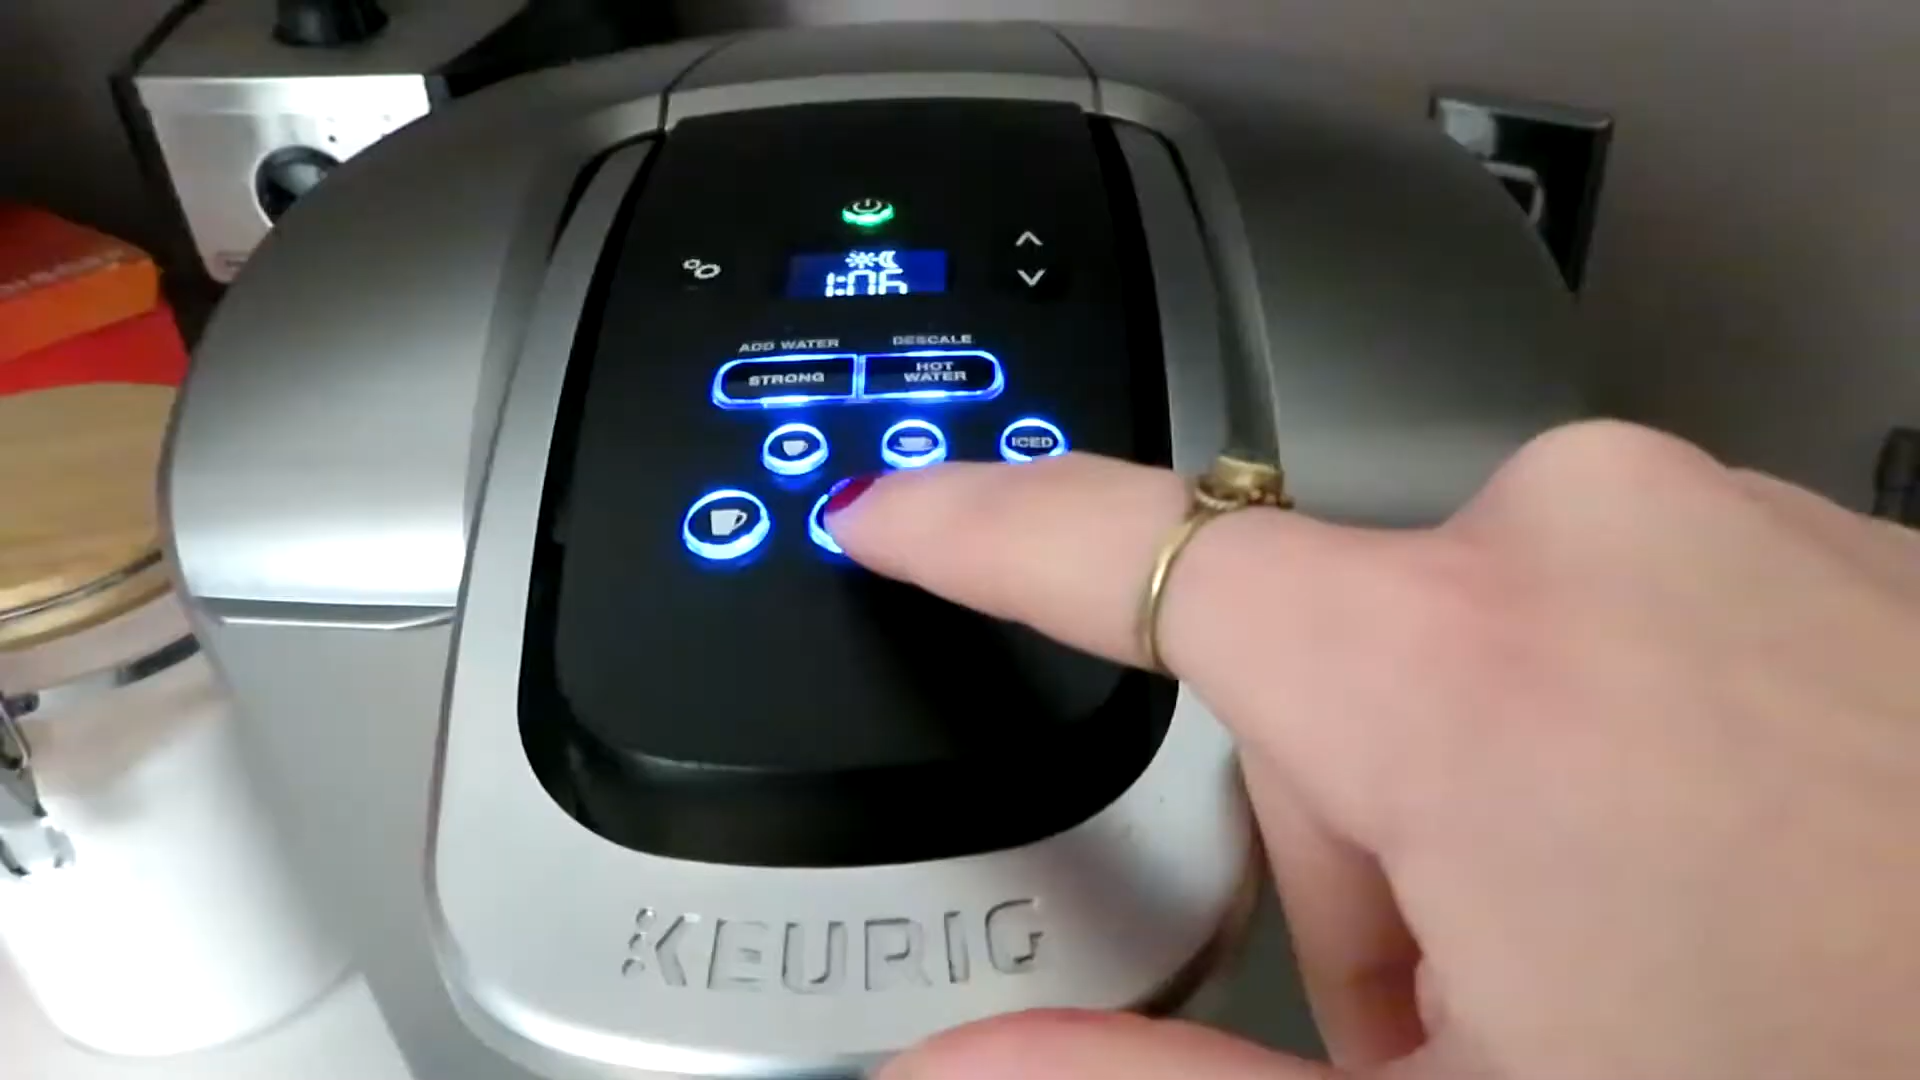 1:06
ADD WATER DESCALE
STRONG
HOT
WATER
ICED
KEURIG